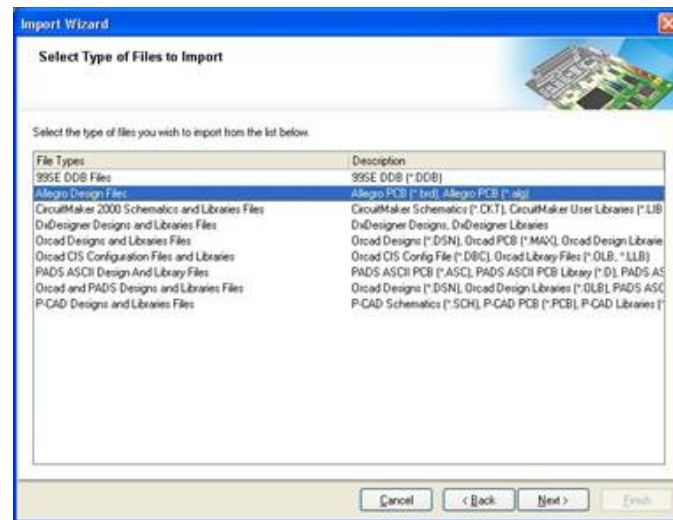 Import Wizard
Select Type of Files to Import
Select the type of files you wish to import from the list below.
File Types Description
99SE DDB Files 99SE DDB (*.DDB)
Allegro Design Files Allegro PCB (*.brd), Allegro PCB (*.alg)
CircuitMaker 2000 Schematics and Libraries Files CircuitMaker Schematics (*.CKT), CircuitMaker User Libraries (*.LIB
DxDesigner Designs and Libraries Files DxDesigner Designs, DxDesigner Libraries
Orcad Designs and Libraries Files Orcad Designs (*.DSN), Orcad PCB (*.MAX), Orcad Design Librarie
Orcad CIS Configuration Files and Libraries Orcad CIS Config File (*.DBC), Orcad Library Files (*.OLB, *.LLB)
PADS ASCII Design And Library Files PADS ASCII PCB (*.ASC), PADS ASCII PCB Library (*.D), PADS AS
Orcad and PADS Designs and Libraries Files Orcad Designs (*.DSN), Orcad Design Libraries (*.OLB), PADS ASC
P-CAD Designs and Libraries Files P-CAD Schematics (*.SCH), P-CAD PCB (*.PCB), P-CAD Libraries (*
Cancel < Back Next > Finish